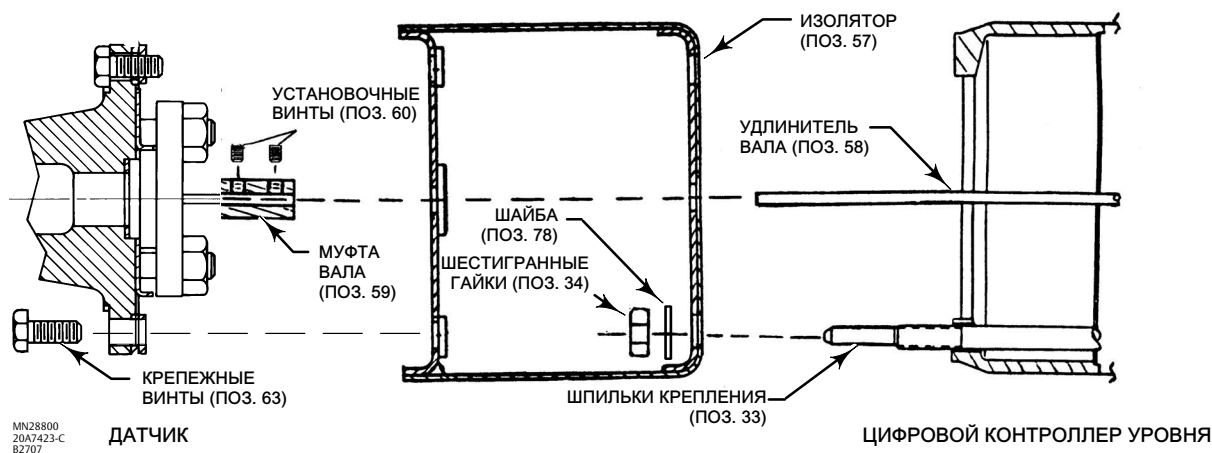 ИЗОЛЯТОР
(ПОЗ. 57)
УСТАНОВОЧНЫЕ
ВИНТЫ (ПОЗ. 60)
УДЛИНИТЕЛЬ
ВАЛА (ПОЗ. 58)
ШАЙБА
(ПОЗ. 78)
МУФТА
ВАЛА
(ПОЗ. 59)
ШЕСТИГРАННЫЕ
ГАЙКИ (ПОЗ. 34)
КРЕПЕЖНЫЕ
ВИНТЫ (ПОЗ. 63)
ШПИЛЬКИ КРЕПЛЕНИЯ
(ПОЗ. 33)
MN28800
20A7423-C
B2707
ДАТЧИК
ЦИФРОВОЙ КОНТРОЛЛЕР УРОВНЯ